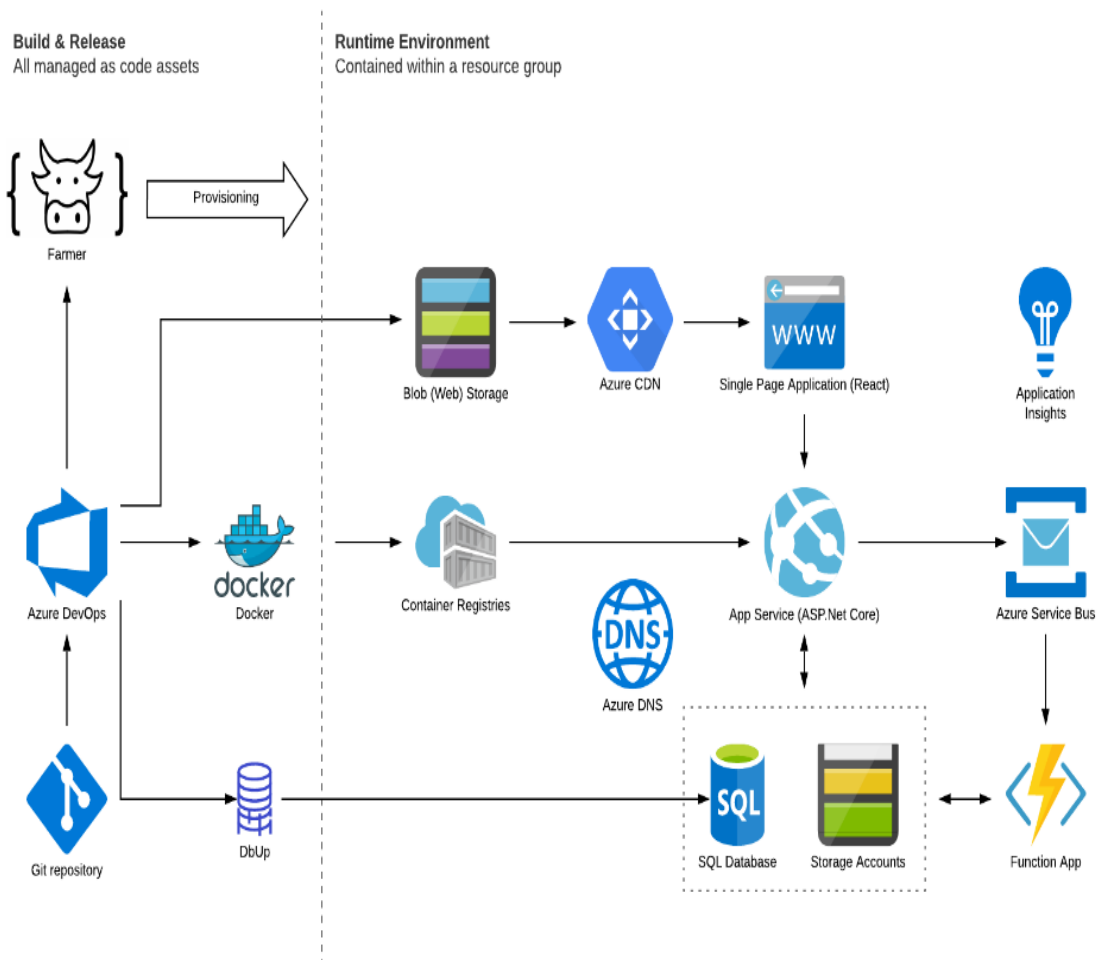 Build & Release
All managed as code assets
Runtime Environment
Contained within a resource group
{ }
Provisioning
Farmer
WWW
Blob (Web) Storage
Azure CDN
Single Page Application (React)
Application
Insights
docker
Azure DevOps
Docker
Container Registries
App Service (ASP.Net Core)
Azure Service Bus
DNS
Azure DNS
SQL
Git repository
DbUp
SQL Database
Storage Accounts
Function App